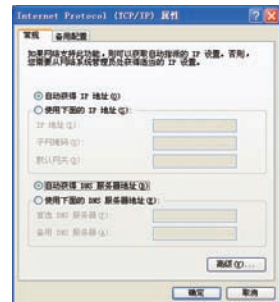 Internet Protocol (TCP/IP) 属性
常规
备用配置
如果网络支持此功能，则可以获取自动指派的 IP 设置。否则，
您需要从网络系统管理员处获得适当的 IP 设置。
自动获得 IP 地址(O)
使用下面的 IP 地址(S):
IP 地址(I):
子网掩码(U):
默认网关(D):
自动获得 DNS 服务器地址(B)
使用下面的 DNS 服务器地址(E):
首选 DNS 服务器(P):
备用 DNS 服务器(A):
高级(V)...
确定
取消